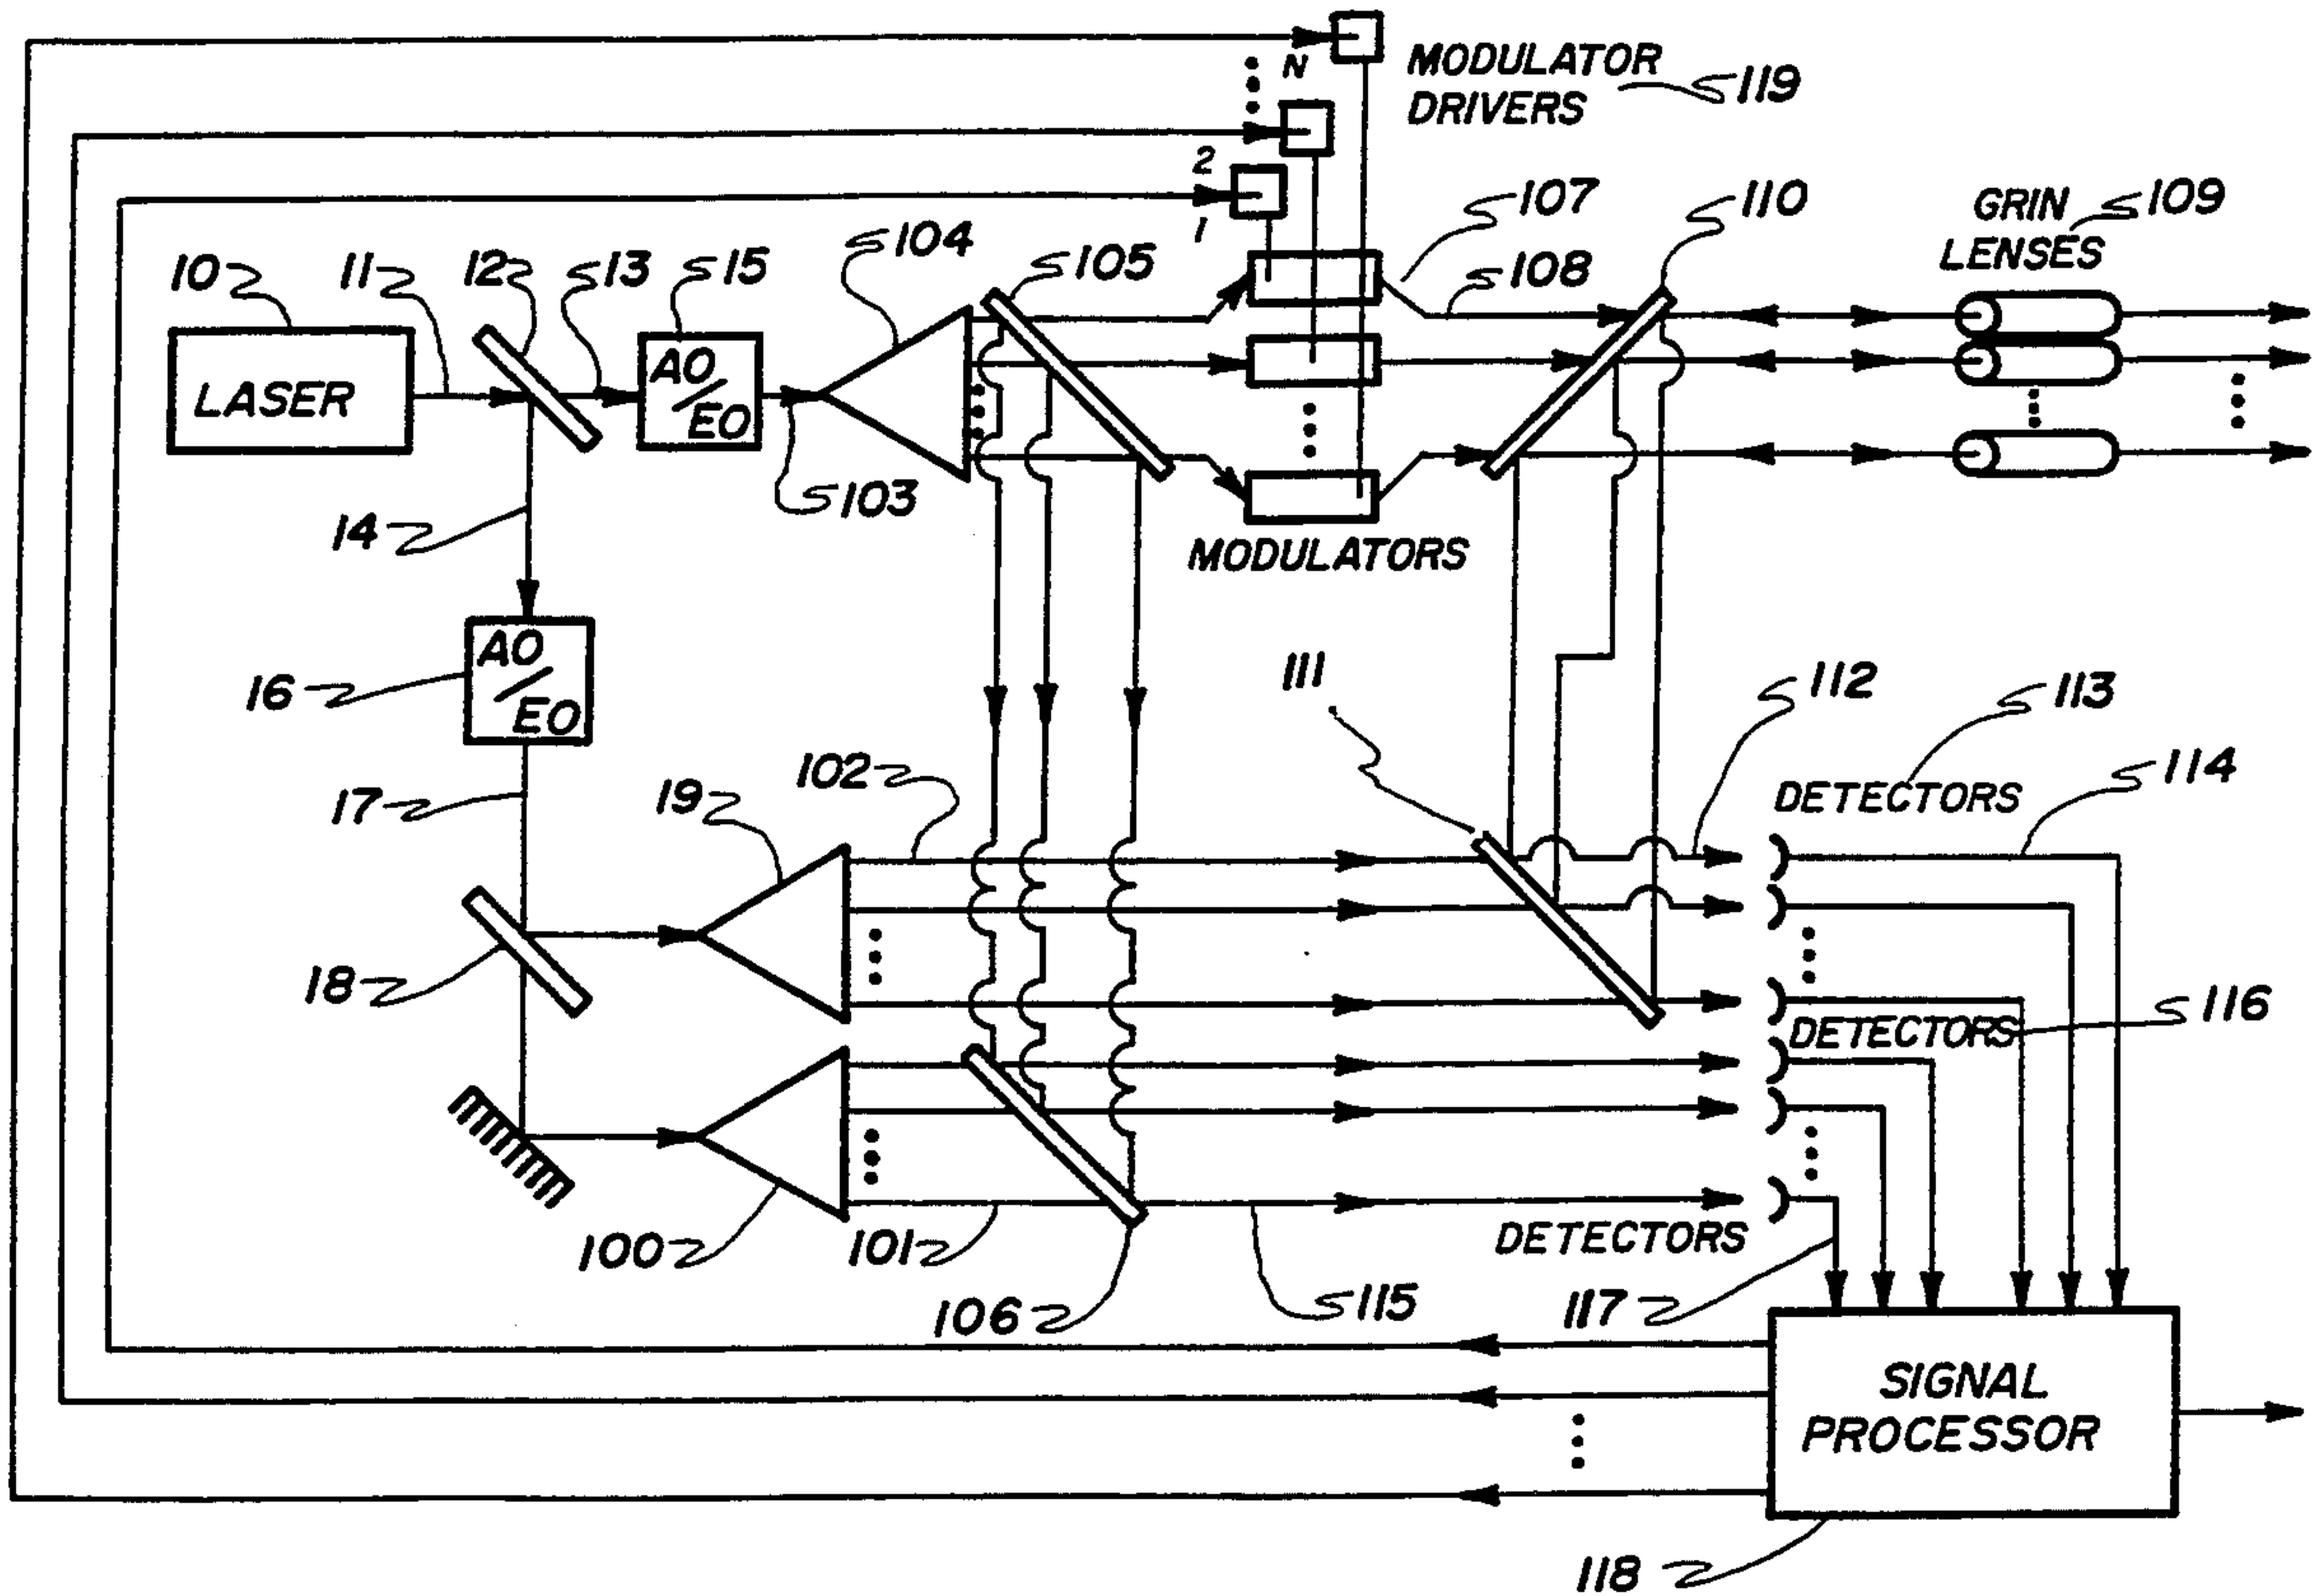 N
MODULATOR
DRIVERS
119
2
1
107
110
GRIN
LENSES
109
10
11
12
13
15
104
105
108
LASER
AO
/
EO
103
14
MODULATORS
AO
/
EO
16
111
112
113
17
19
102
DETECTORS
114
18
DETECTORS
116
100
101
DETECTORS
106
115
117
SIGNAL
PROCESSOR
118